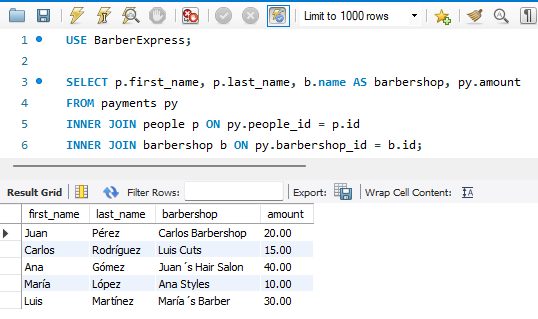 Limit to 1000 rows
1 USE BarberExpress;
2
3 SELECT p.first_name, p.last_name, b.name AS barbershop, py.amount
4 FROM payments py
5 INNER JOIN people p ON py.people_id = p.id
6 INNER JOIN barbershop b ON py.barbershop_id = b.id;
Result Grid Filter Rows: Export: Wrap Cell Content: IA
first_name last_name barbershop amount
Juan Pérez Carlos Barbershop 20.00
Carlos Rodríguez Luis Cuts 15.00
Ana Gómez Juan´s Hair Salon 40.00
María López Ana Styles 10.00
Luis Martínez María´s Barber 30.00